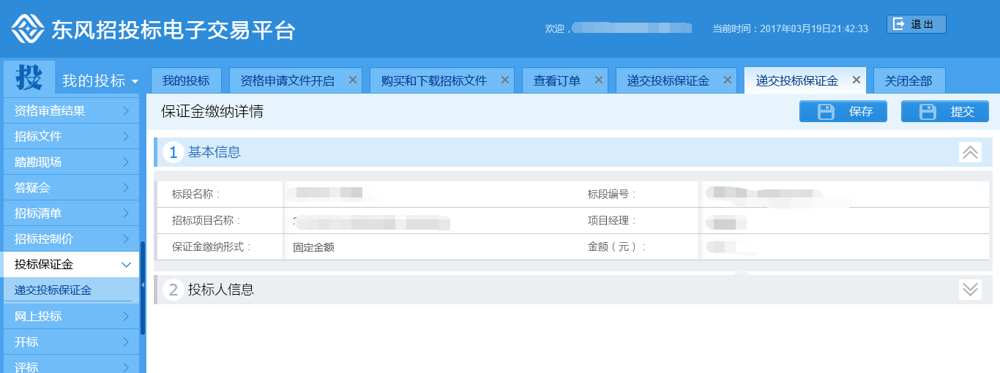 东风招投标电子交易平台
欢迎，
当前时间：2017年03月19日21:42:33
退 出
投
我的投标
我的投标 资格申请文件开启 购买和下载招标文件 查看订单 递交投标保证金 递交投标保证金 关闭全部
资格审查结果
招标文件
踏勘现场
答疑会
招标清单
招标控制价
投标保证金
递交投标保证金
网上投标
开标
评标
保证金缴纳详情
保存
提交
1 基本信息
标段名称：
标段编号：
招标项目名称：
项目经理：
保证金缴纳形式：
固定金额
金额（元）：
2 投标人信息